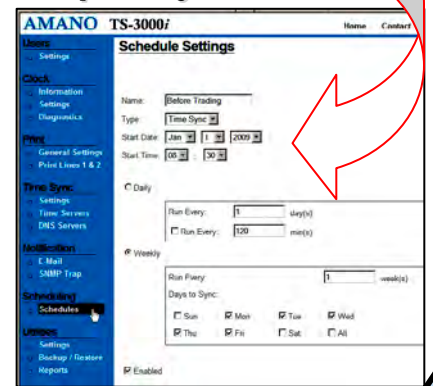 AMANO TS-3000i Home Contact
Schedule Settings
Users
Settings
Clock
Information
Settings
Diagnostics
Print
General Settings
Print Lines 1 & 2
Time Sync
Settings
Time Servers
DNS Servers
Notification
E Mail
SNMP Trap
Scheduling
Schedules
Utilities
Settings
Backup / Restore
Reports
Name: Before Trading
Type: Time Sync
Start Date: Jan 1 2009
Start Time: 08 : 30
Daily
Run Every: 1 day(s)
Run Every: 120 min(s)
Weekly
Run Every: 1 week(s)
Days to Sync:
Sun Mon Tue Wed
Thu Fri Sat All
Enabled